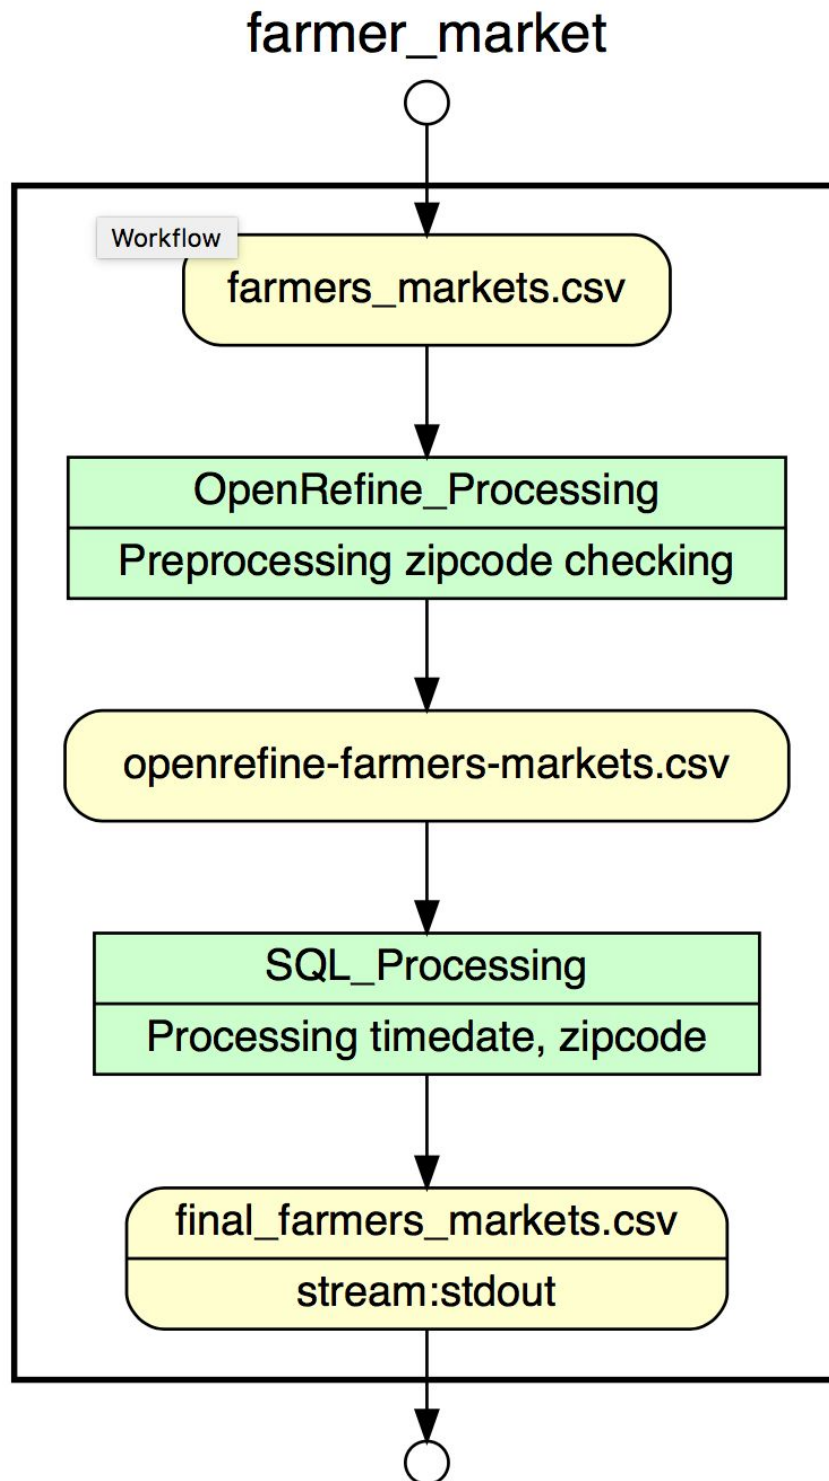 farmer_market
Workflow
farmers_markets.csv
OpenRefine_Processing
Preprocessing zipcode checking
openrefine-farmers-markets.csv
SQL_Processing
Processing timedate, zipcode
final_farmers_markets.csv
stream:stdout